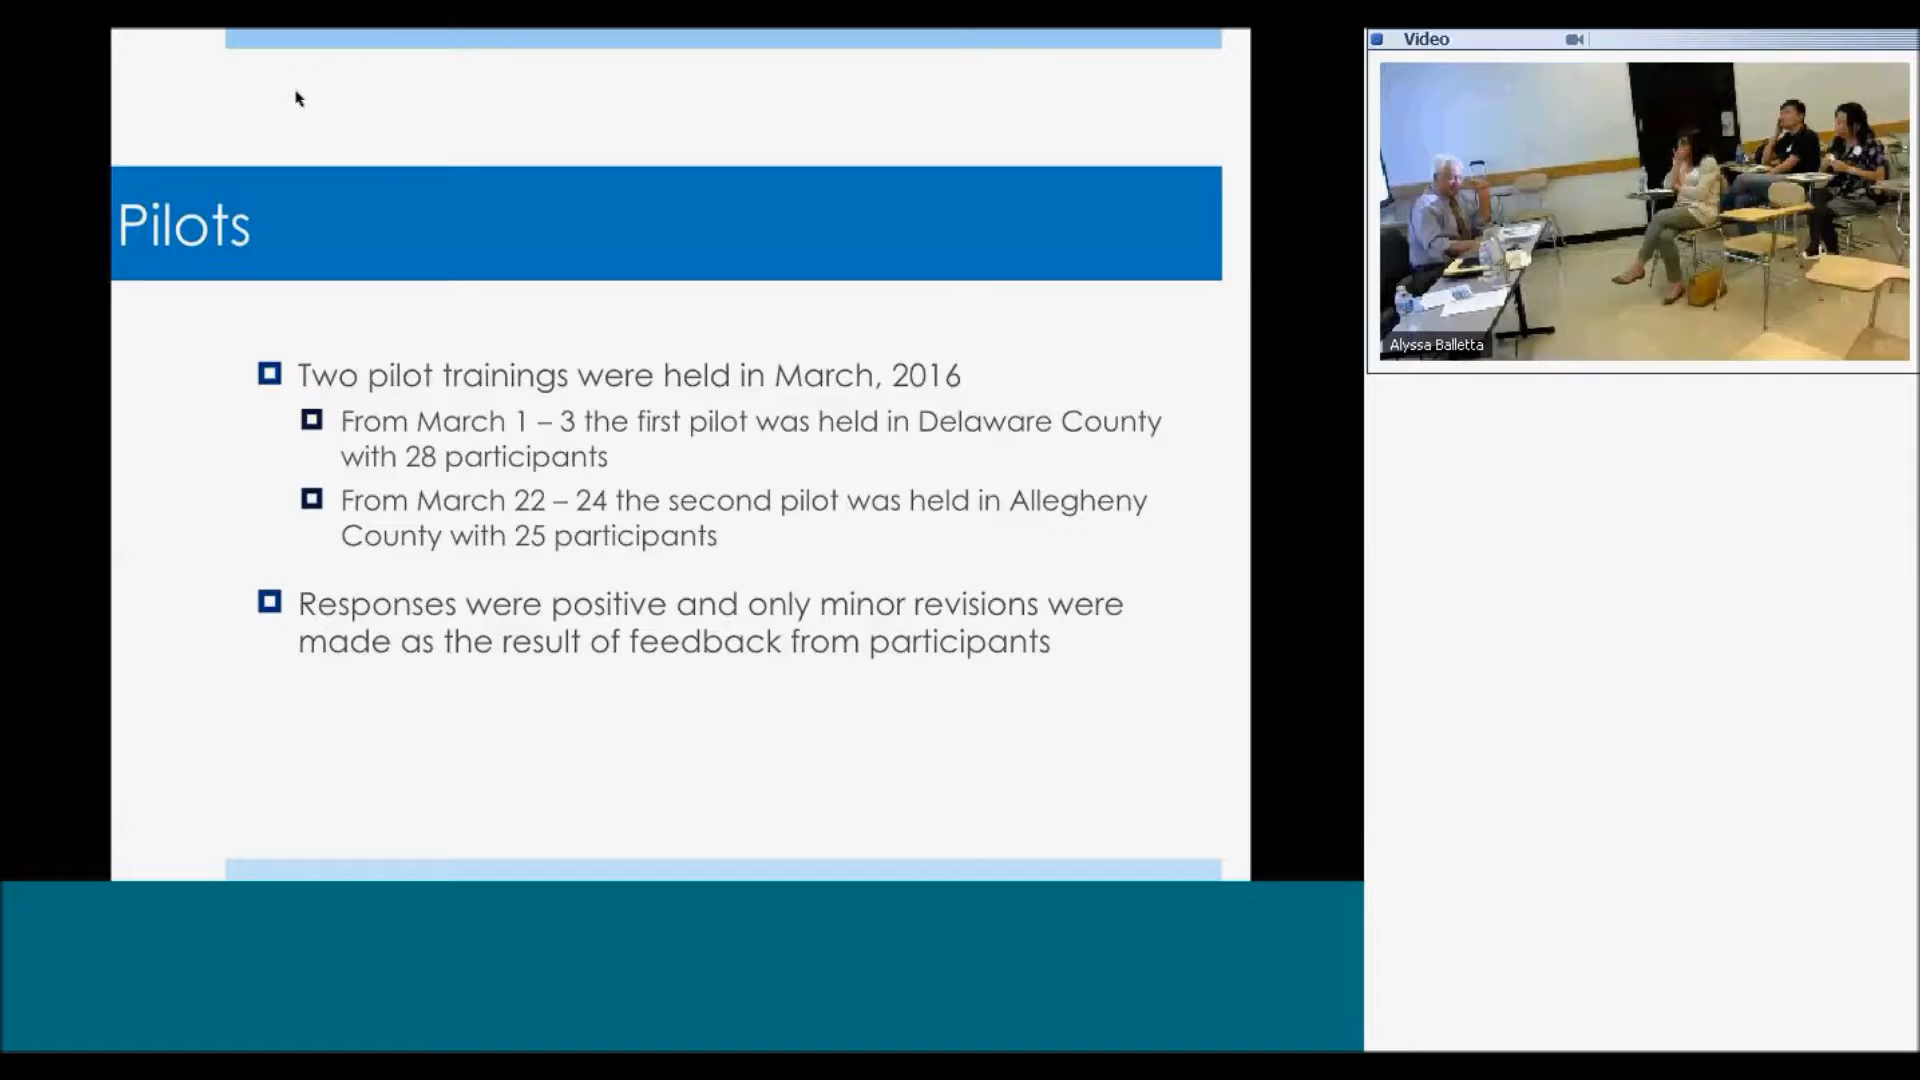 Pilots
Two pilot trainings were held in March, 2016
From March 1 – 3 the first pilot was held in Delaware County
with 28 participants
From March 22 – 24 the second pilot was held in Allegheny
County with 25 participants
Responses were positive and only minor revisions were
made as the result of feedback from participants
Video
Alyssa Balletta